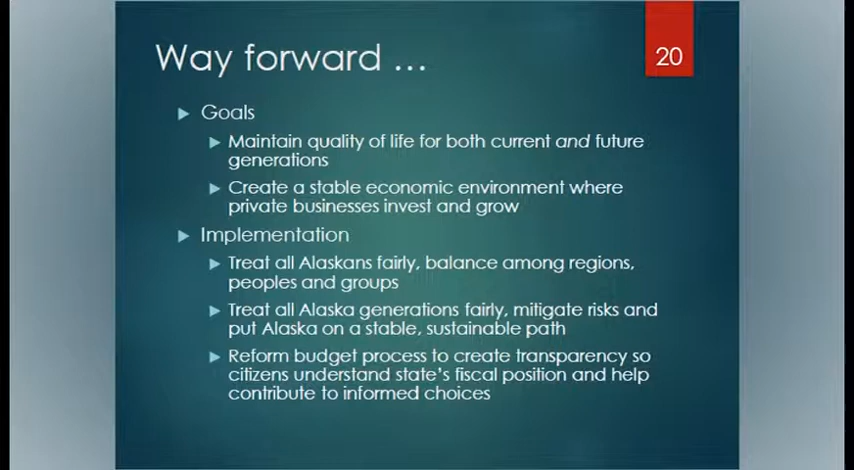 Way forward …
20
Goals
Maintain quality of life for both current and future
generations
Create a stable economic environment where
private businesses invest and grow
Implementation
Treat all Alaskans fairly, balance among regions,
peoples and groups
Treat all Alaska generations fairly, mitigate risks and
put Alaska on a stable, sustainable path
Reform budget process to create transparency so
citizens understand state's fiscal position and help
contribute to informed choices